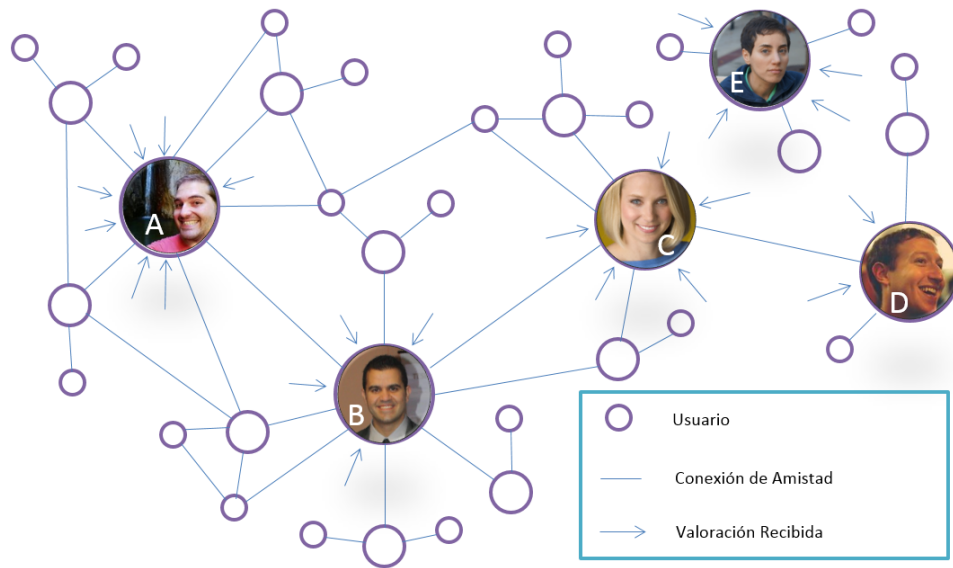 E
A
C
D
B
Usuario
Conexión de Amistad
Valoración Recibida